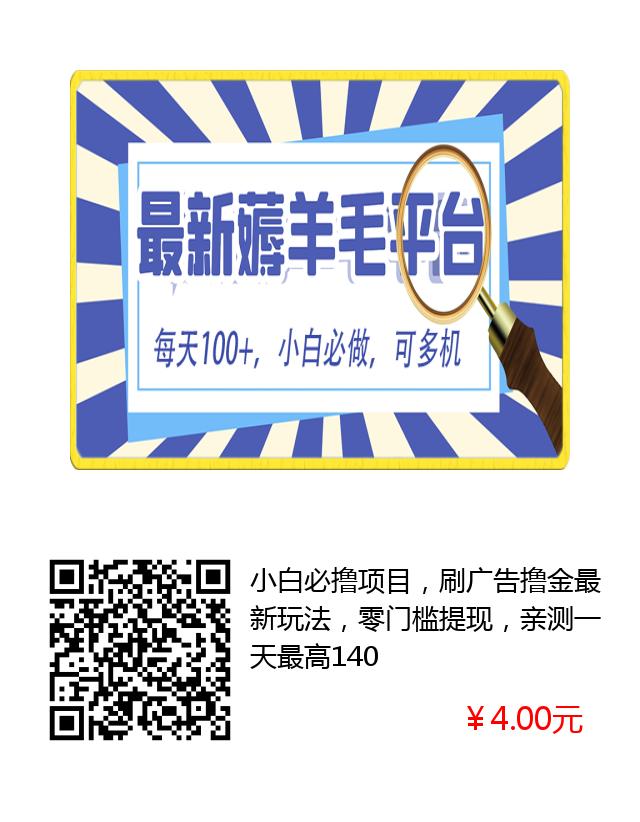 最新薅羊毛平台
每天100+，小白必做，可多机
小白必撸项目，刷广告撸金最
新玩法，零门槛提现，亲测一
天最高140
￥4.00元